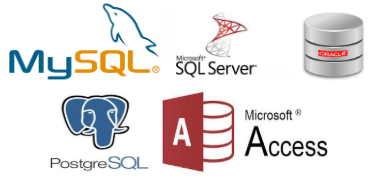 MySQL®
Microsoft®
SQL Server®
ORACLE
PostgreSQL
A
Microsoft ®
Access